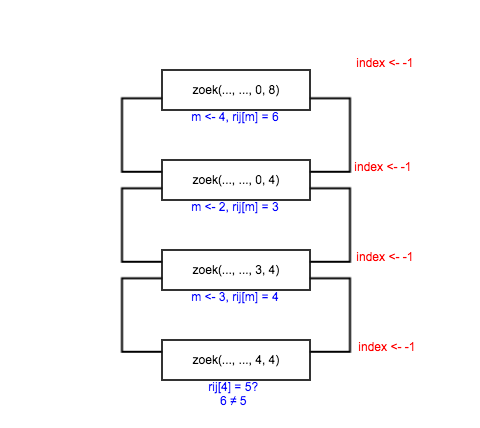 index <- -1
zoek(..., ..., 0, 8)
m <- 4, rij[m] = 6
index <- -1
zoek(..., ..., 0, 4)
m <- 2, rij[m] = 3
index <- -1
zoek(..., ..., 3, 4)
m <- 3, rij[m] = 4
index <- -1
zoek(..., ..., 4, 4)
rij[4] = 5?
6 ≠ 5